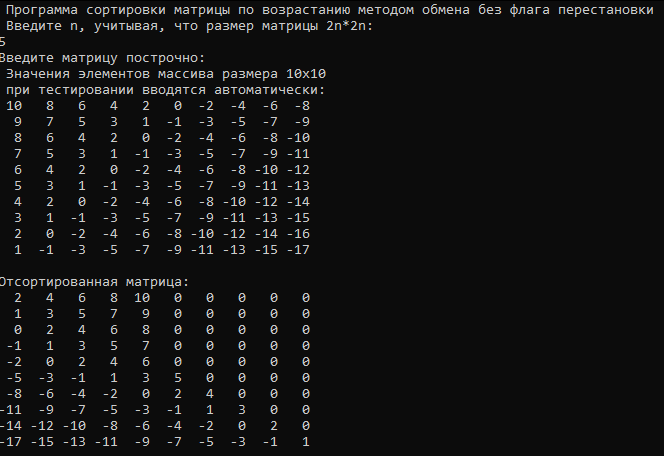 Программа сортировки матрицы по возрастанию методом обмена без флага перестановки
Введите n, учитывая, что размер матрицы 2n*2n:
5
Введите матрицу построчно:
Значения элементов массива размера 10х10
при тестировании вводятся автоматически:
10 8 6 4 2 0 -2 -4 -6 -8
9 7 5 3 1 -1 -3 -5 -7 -9
8 6 4 2 0 -2 -4 -6 -8 -10
7 5 3 1 -1 -3 -5 -7 -9 -11
6 4 2 0 -2 -4 -6 -8 -10 -12
5 3 1 -1 -3 -5 -7 -9 -11 -13
4 2 0 -2 -4 -6 -8 -10 -12 -14
3 1 -1 -3 -5 -7 -9 -11 -13 -15
2 0 -2 -4 -6 -8 -10 -12 -14 -16
1 -1 -3 -5 -7 -9 -11 -13 -15 -17
Отсортированная матрица:
2 4 6 8 10 0 0 0 0 0
1 3 5 7 9 0 0 0 0 0
0 2 4 6 8 0 0 0 0 0
-1 1 3 5 7 0 0 0 0 0
-2 0 2 4 6 0 0 0 0 0
-5 -3 -1 1 3 5 0 0 0 0
-8 -6 -4 -2 0 2 4 0 0 0
-11 -9 -7 -5 -3 -1 1 3 0 0
-14 -12 -10 -8 -6 -4 -2 0 2 0
-17 -15 -13 -11 -9 -7 -5 -3 -1 1